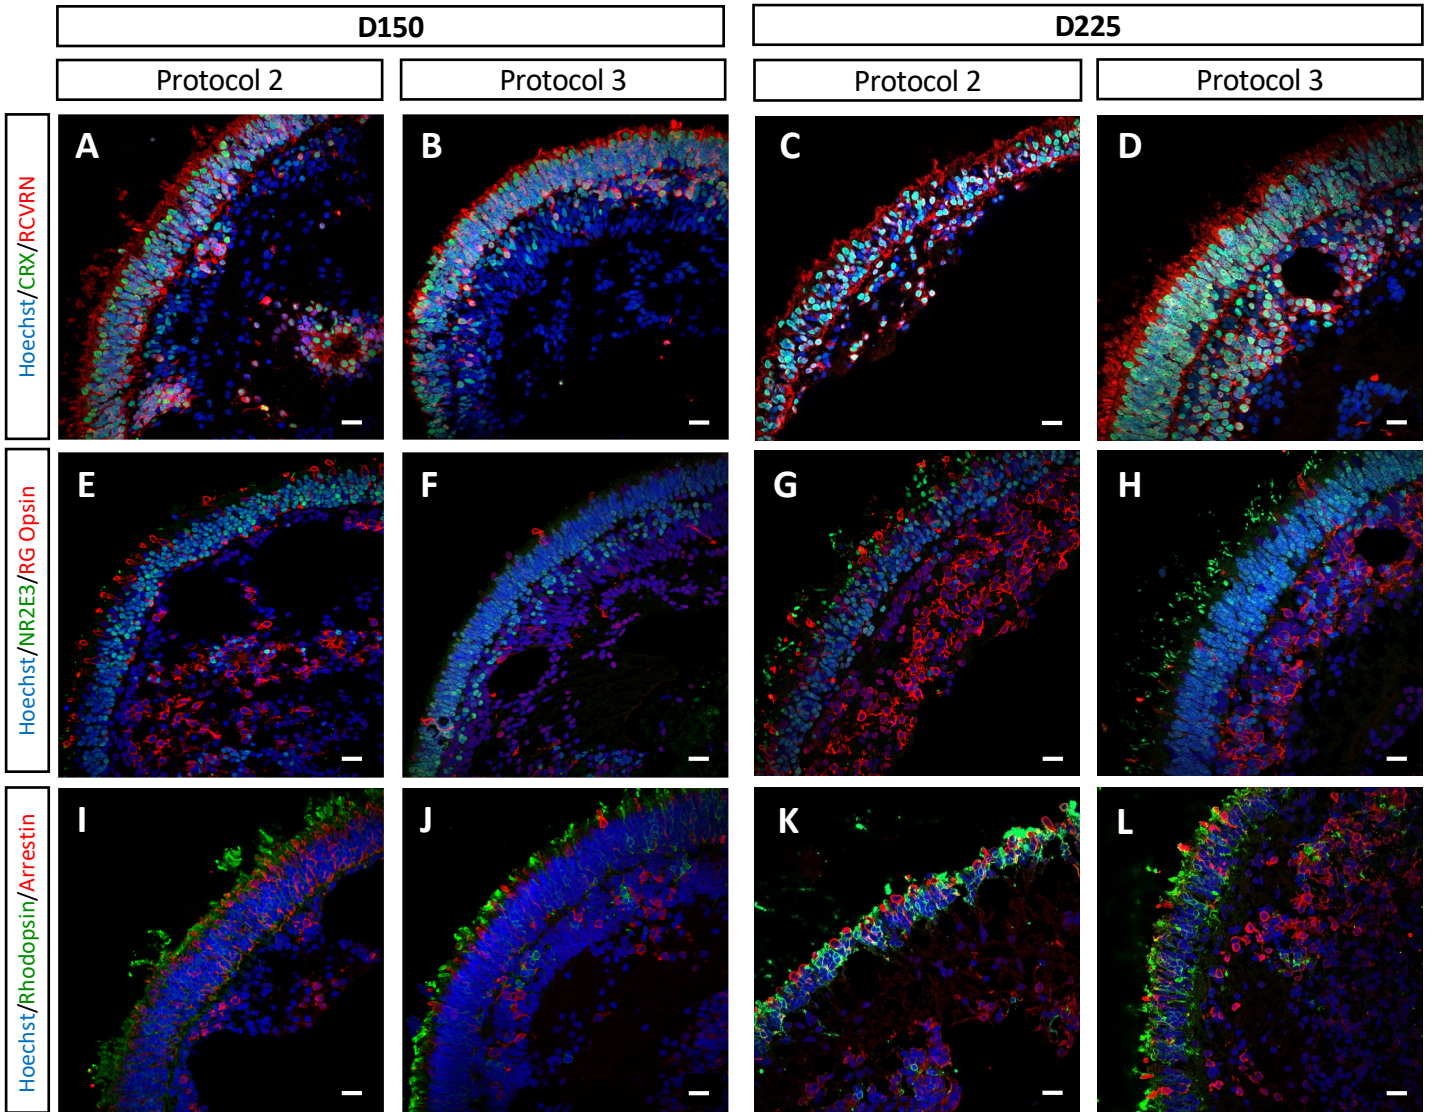 D150
D225
Protocol 2
Protocol 3
Protocol 2
Protocol 3
Hoechst/CRX/RCVRN
A
B
C
D
Hoechst/NR2E3/RG Opsin
E
F
G
H
Hoechst/Rhodopsin/Arrestin
I
J
K
L